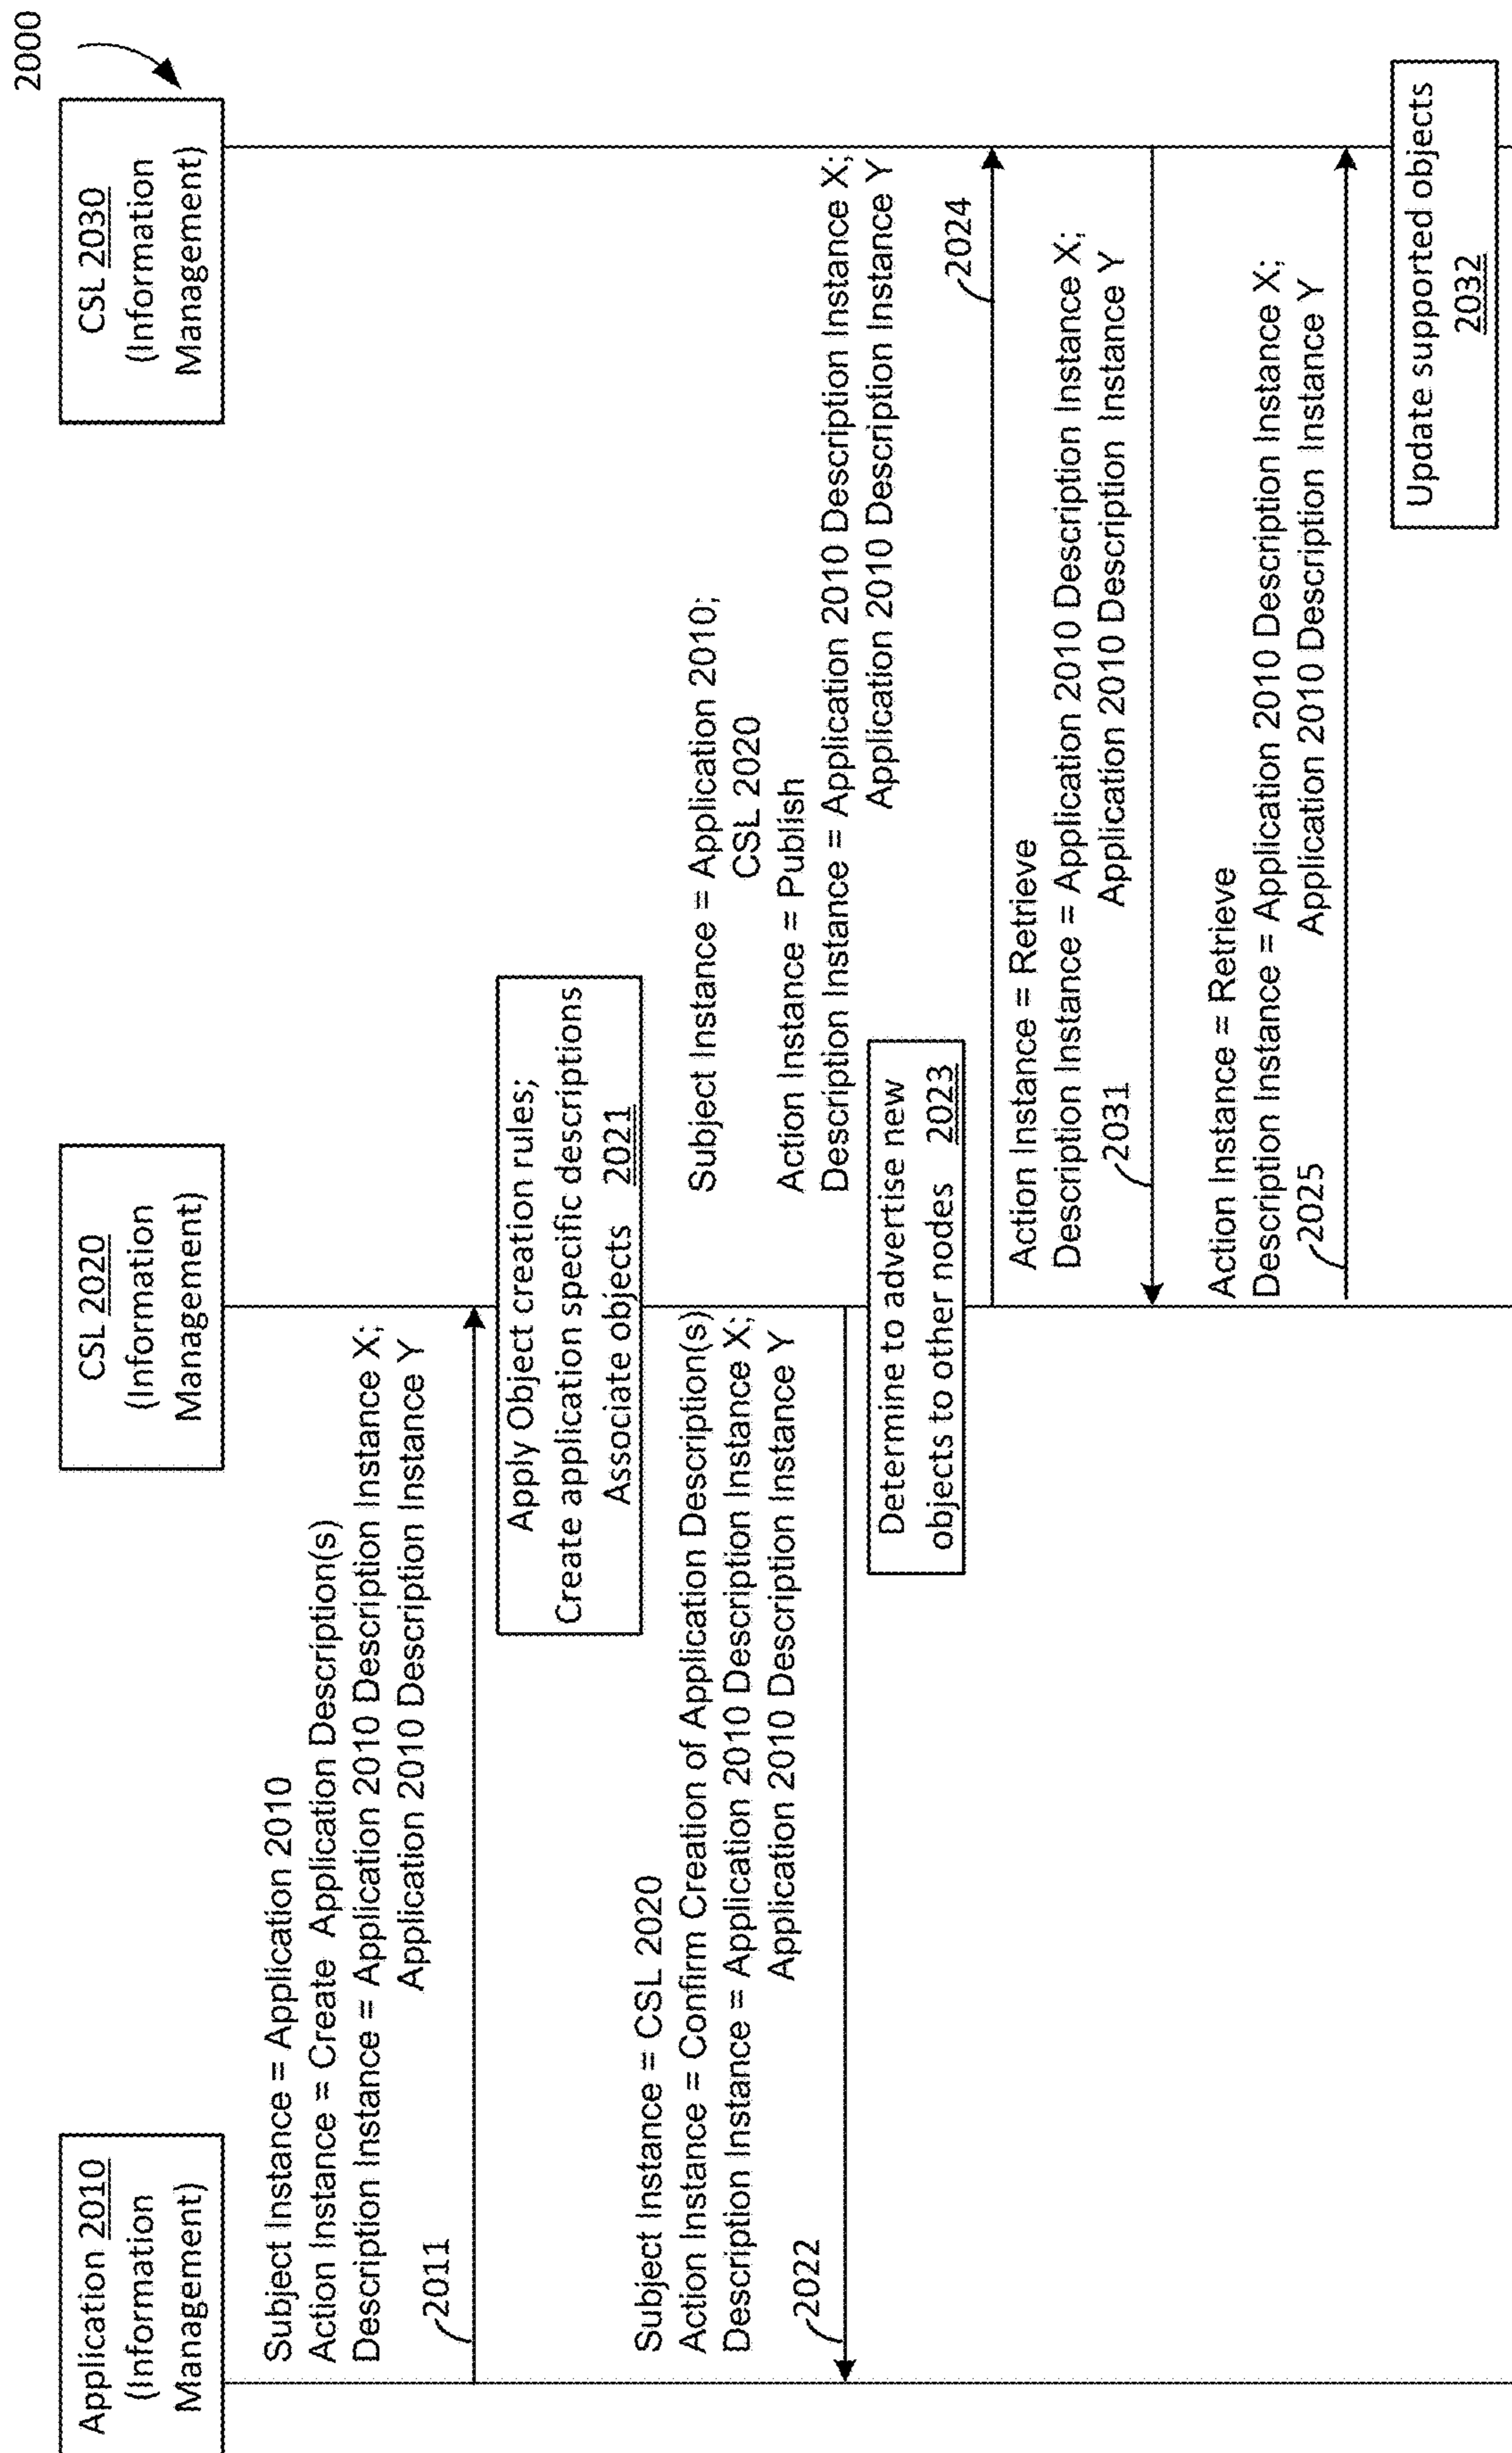 2000
Application 2010
(Information
Management)
CSL 2020
(Information
Management)
CSL 2030
(Information
Management)
Subject Instance = Application 2010
Action Instance = Create Application Description(s)
Description Instance = Application 2010 Description Instance X;
Application 2010 Description Instance Y
2011
Apply Object creation rules;
Create application specific descriptions
Associate objects 2021
Subject Instance = CSL 2020
Action Instance = Confirm Creation of Application Description(s)
Description Instance = Application 2010 Description Instance X;
Application 2010 Description Instance Y
2022
Subject Instance = Application 2010;
CSL 2020
Action Instance = Publish
Description Instance = Application 2010 Description Instance X;
Application 2010 Description Instance Y
Determine to advertise new
objects to other nodes 2023
2024
Action Instance = Retrieve
Description Instance = Application 2010 Description Instance X;
Application 2010 Description Instance Y
2031
Action Instance = Retrieve
Description Instance = Application 2010 Description Instance X;
Application 2010 Description Instance Y
2025
Update supported objects
2032